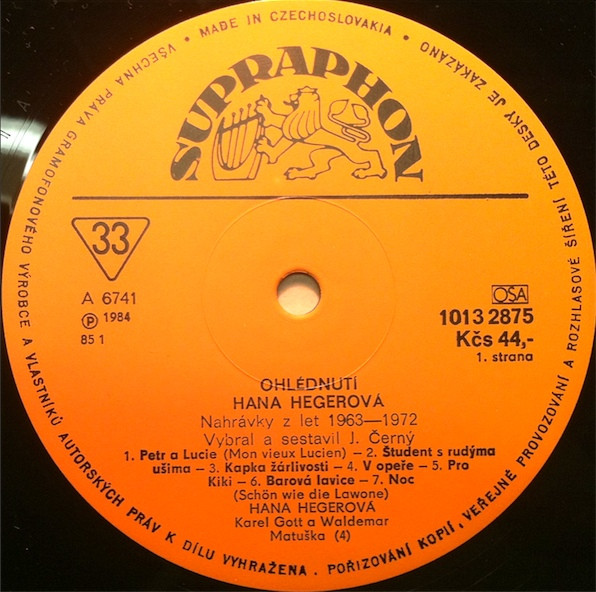 VŠECHNA PRÁVA GRAMOFONOVÉHO VÝROBCE A VLASTNÍKŮ AUTORSKÝCH PRÁV K DÍLU VYHRAŽENA . POŘIZOVÁNÍ KOPIÍ, VEŘEJNÉ PROVOZOVÁNÍ A ROZHLASOVÉ ŠÍŘENÍ TÉTO DESKY JE ZAKÁZÁNO • MADE IN CZECHOSLOVAKIA •
SUPRAPHON
33
A 6741
Ⓟ 1984
85 1
OSA
1013 2875
Kčs 44,-
1. strana
OHLÉDNUTÍ
HANA HEGEROVÁ
Nahrávky z let 1963—1972
Vybral a sestavil J. Černý
1. Petr a Lucie (Mon vieux Lucien) – 2. Študent s rudýma
ušima – 3. Kapka žárlivosti – 4. V opeře – 5. Pro
Kiki – 6. Barová lavice – 7. Noc
(Schön wie die Lawone)
HANA HEGEROVÁ
Karel Gott a Waldemar
Matuška (4)